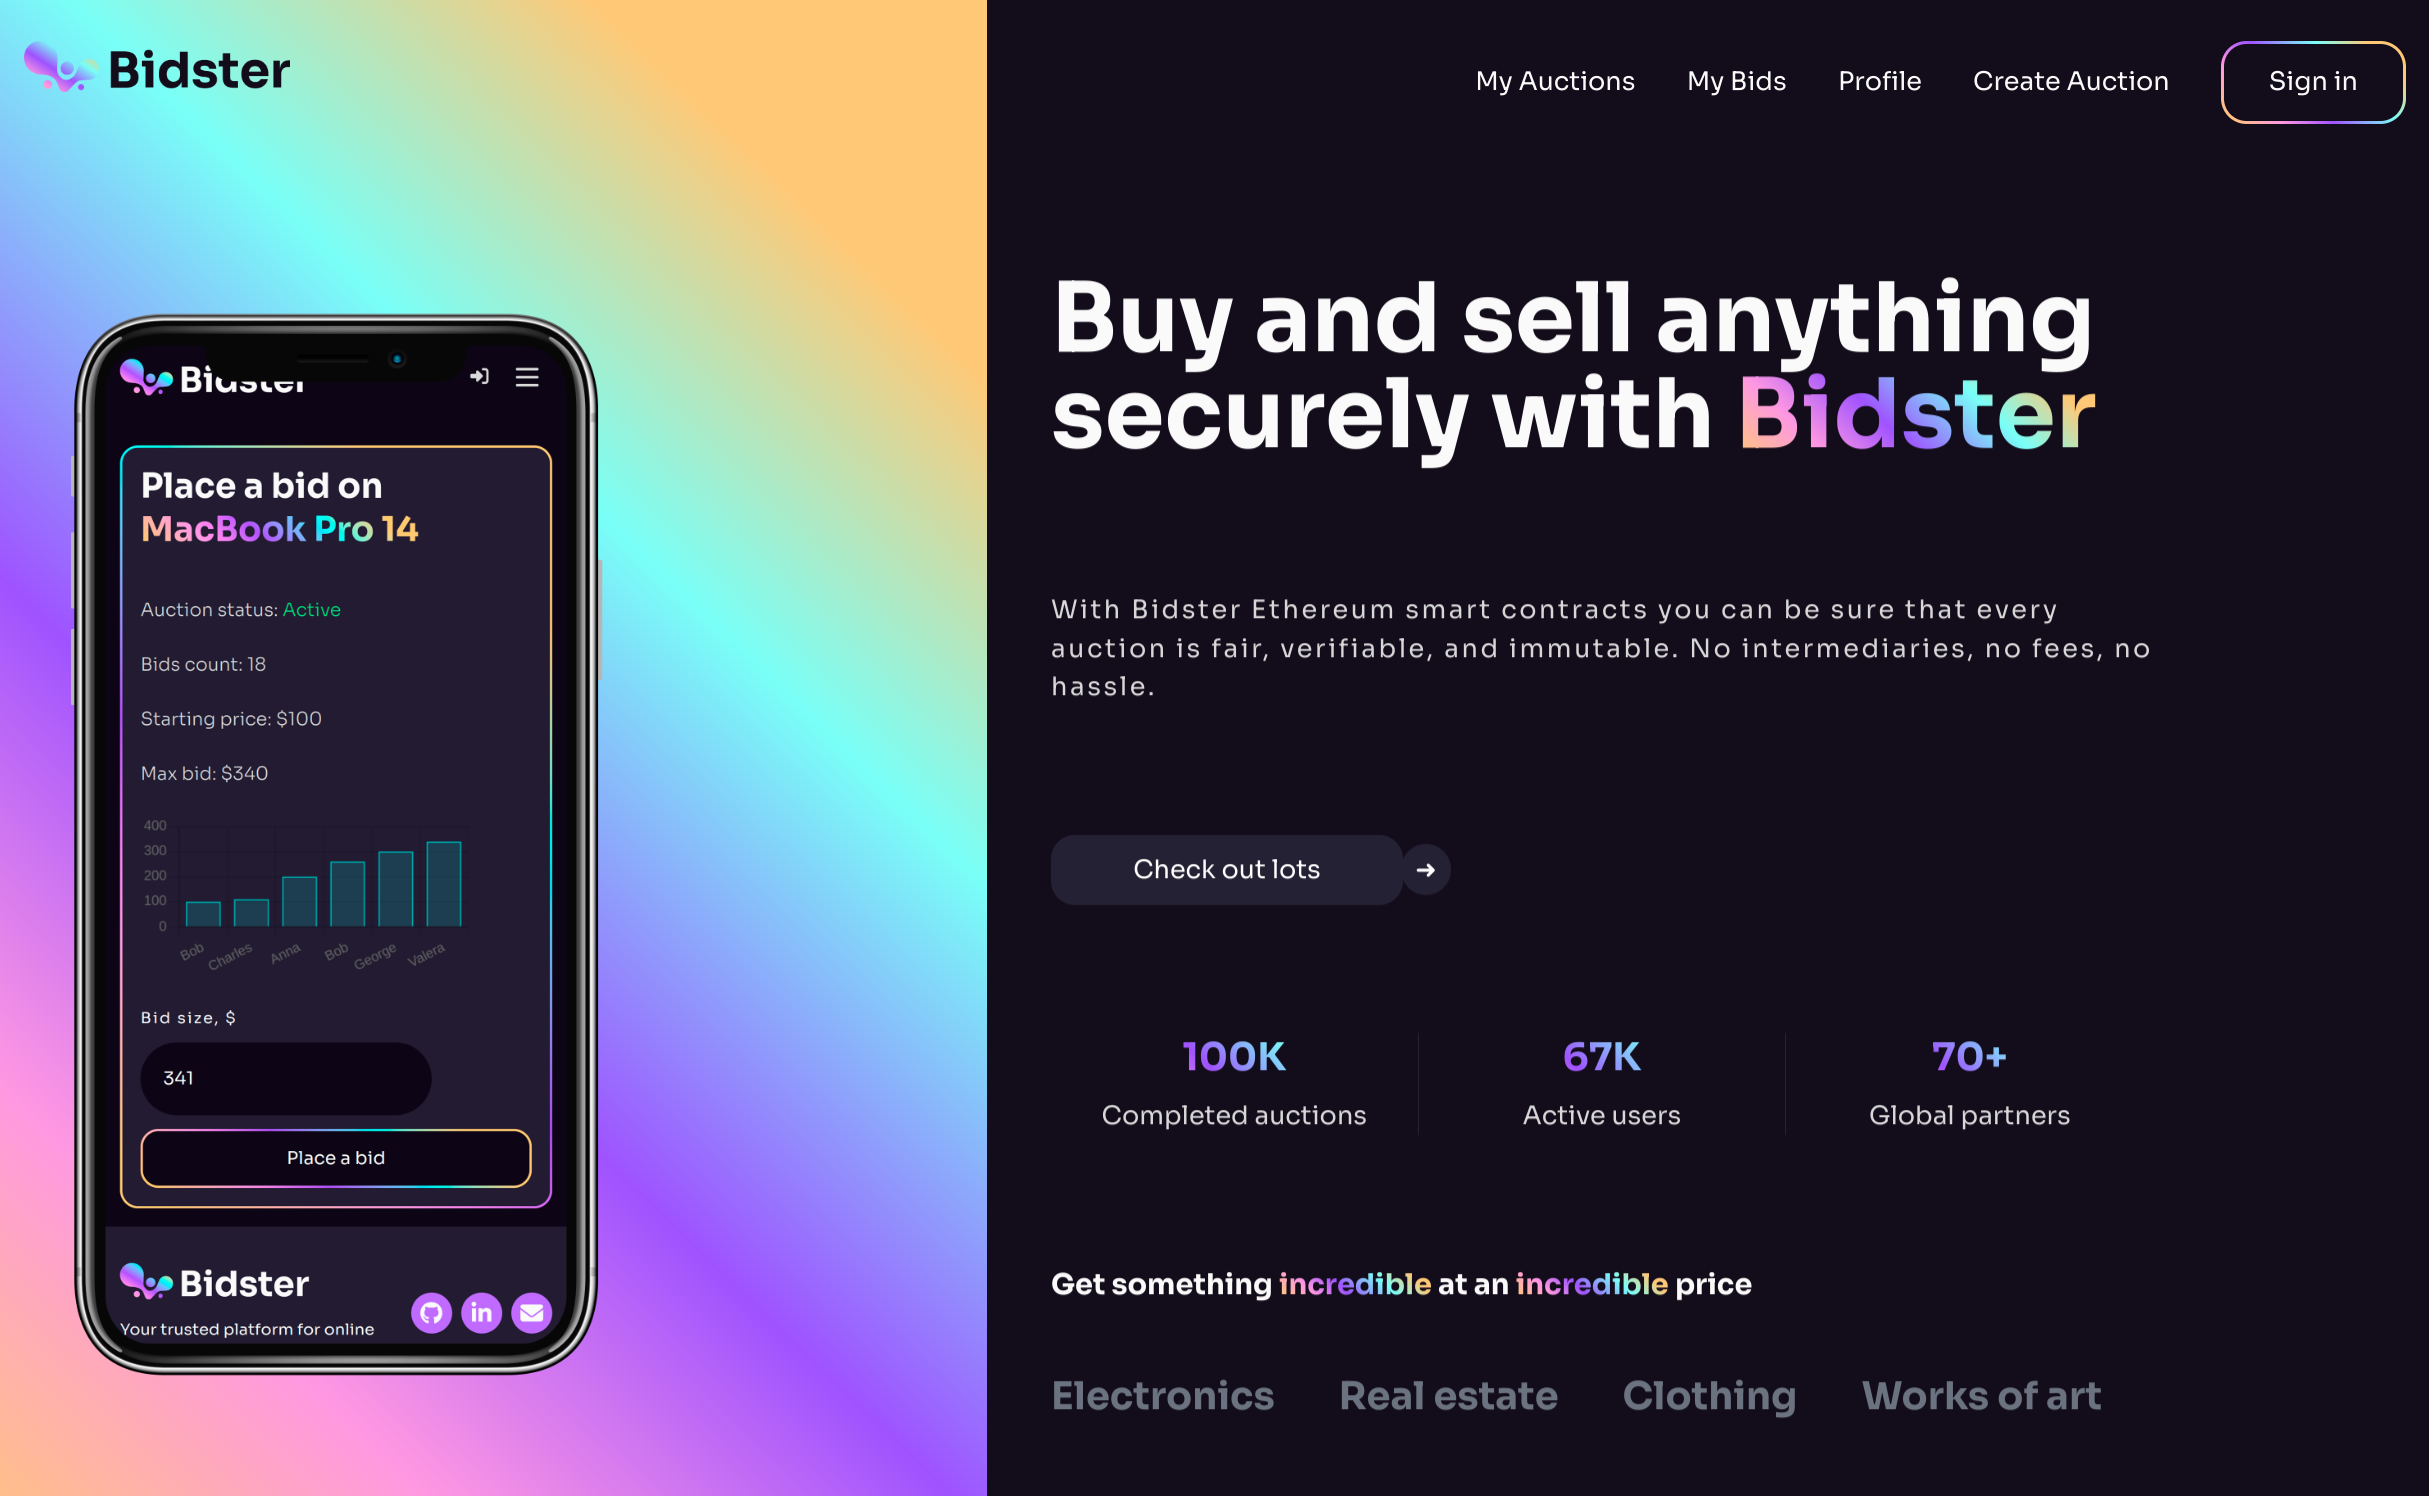 Bidster
My Auctions
My Bids
Profile
Create Auction
Sign in
Bidster
Place a bid on
MacBook Pro 14
Auction status: Active
Bids count: 18
Starting price: $100
Max bid: $340
400
300
200
100
0
Bob
Charles
Anna
Bob
George
Valera
Bid size, $
341
Place a bid
Bidster
Your trusted platform for online
in
Buy and sell anything
securely with Bidster
With Bidster Ethereum smart contracts you can be sure that every
auction is fair, verifiable, and immutable. No intermediaries, no fees, no
hassle.
Check out lots
100K
Completed auctions
67K
Active users
70+
Global partners
Get something incredible at an incredible price
Electronics
Real estate
Clothing
Works of art